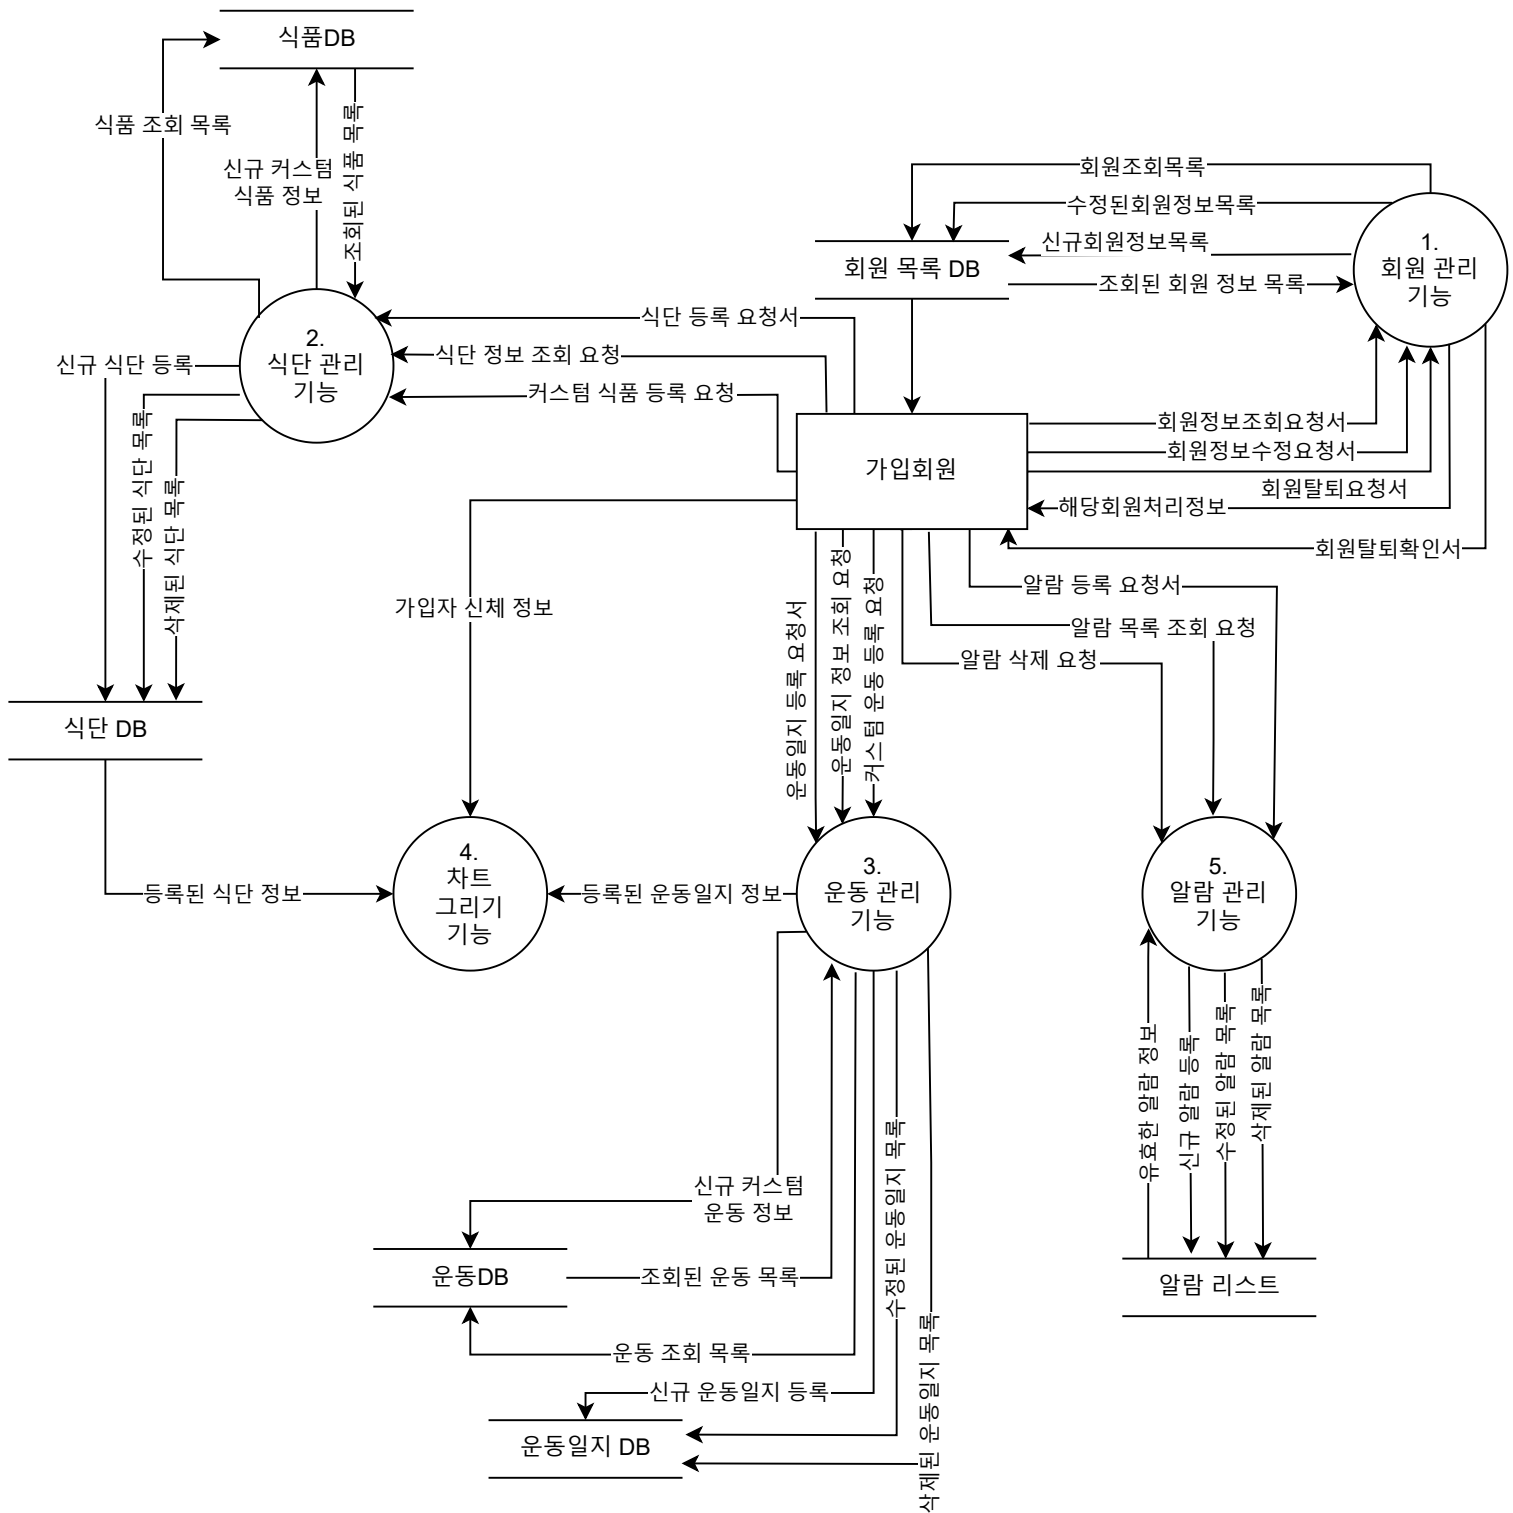 식품DB
식품 조회 목록
신규 커스텀
식품 정보
조회된 식품 목록
회원조회목록
수정된회원정보목록
신규회원정보목록
조회된 회원 정보 목록
회원 목록 DB
1.
회원 관리
기능
2.
식단 관리
기능
식단 등록 요청서
식단 정보 조회 요청
커스텀 식품 등록 요청
신규 식단 등록
수정된 식단 목록
삭제된 식단 목록
가입회원
회원정보조회요청서
회원정보수정요청서
회원탈퇴요청서
해당회원처리정보
회원탈퇴확인서
가입자 신체 정보
운동일지 등록 요청서
운동일지 정보 조회 요청
커스텀 운동 등록 요청
알람 등록 요청서
알람 목록 조회 요청
알람 삭제 요청
식단 DB
등록된 식단 정보
4.
차트
그리기
기능
등록된 운동일지 정보
3.
운동 관리
기능
5.
알람 관리
기능
유효한 알람 정보
신규 알람 등록
수정된 알람 목록
삭제된 알람 목록
신규 커스텀
운동 정보
수정된 운동일지 목록
삭제된 운동일지 목록
운동DB
조회된 운동 목록
알람 리스트
운동 조회 목록
신규 운동일지 등록
운동일지 DB